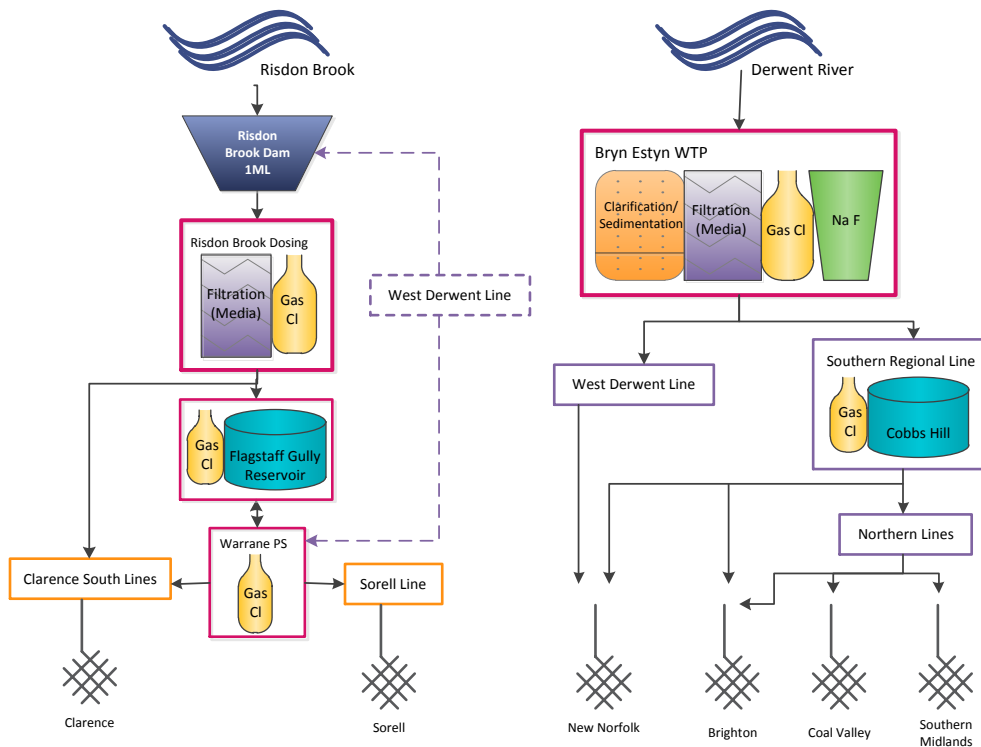 Risdon Brook
Risdon
Brook Dam
1ML
Risdon Brook Dosing
Filtration
(Media)
Gas
Cl
West Derwent Line
Gas
Cl
Flagstaff Gully
Reservoir
Warrane PS
Gas
Cl
Clarence South Lines
Sorell Line
Clarence
Sorell
Derwent River
Bryn Estyn WTP
Clarification/
Sedimentation
Filtration
(Media)
Gas Cl
Na F
West Derwent Line
Southern Regional Line
Gas
Cl
Cobbs Hill
Northern Lines
New Norfolk
Brighton
Coal Valley
Southern
Midlands